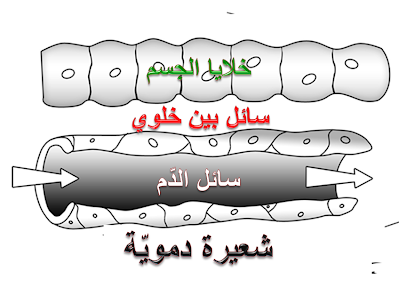 خلايا الجسم
سائل بين خلوي
سائل الدّم
شعيرة دمويّة